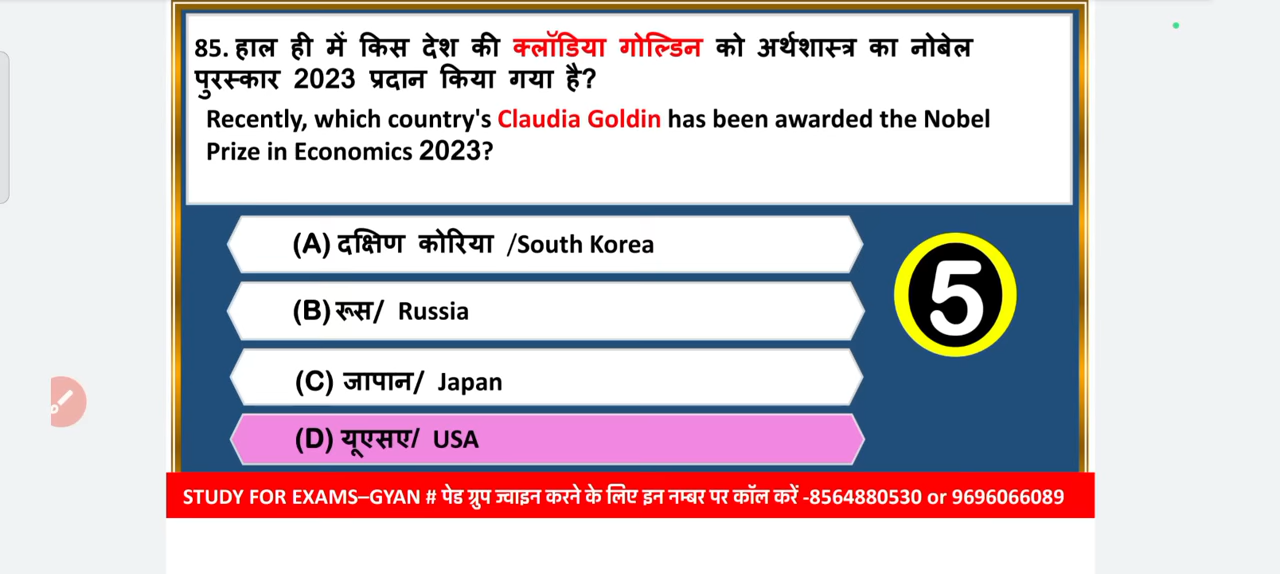 85. हाल ही में किस देश की क्लॉडिया गोल्डिन को अर्थशास्त्र का नोबेल
पुरस्कार 2023 प्रदान किया गया है?
Recently, which country's Claudia Goldin has been awarded the Nobel
Prize in Economics 2023?
(A) दक्षिण कोरिया /South Korea
(B) रूस/ Russia
(C) जापान/ Japan
(D) यूएसए/ USA
5
STUDY FOR EXAMS–GYAN # पेड ग्रुप ज्वाइन करने के लिए इन नम्बर पर कॉल करें -8564880530 or 9696066089